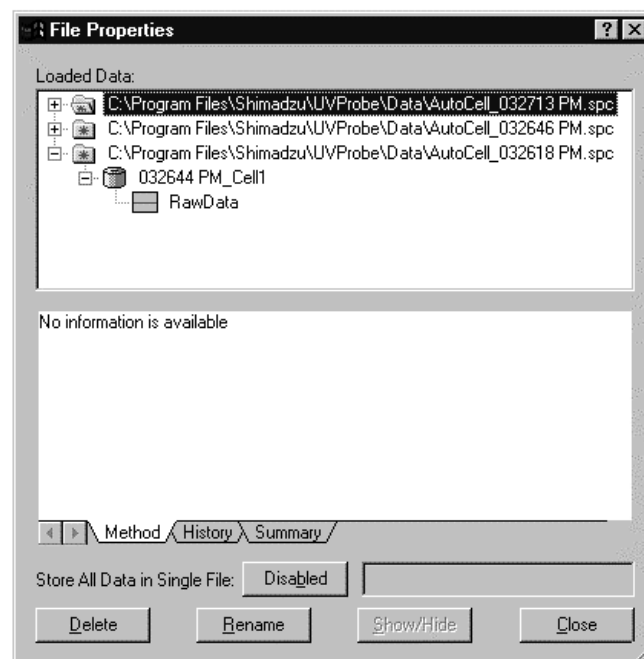 File Properties
Loaded Data:
C:\Program Files\Shimadzu\UVProbe\Data\AutoCell_032713 PM.spc
C:\Program Files\Shimadzu\UVProbe\Data\AutoCell_032646 PM.spc
C:\Program Files\Shimadzu\UVProbe\Data\AutoCell_032618 PM.spc
032644 PM_Cell1
RawData
No information is available
Method History Summary
Store All Data in Single File: Disabled
Delete Rename Show/Hide Close